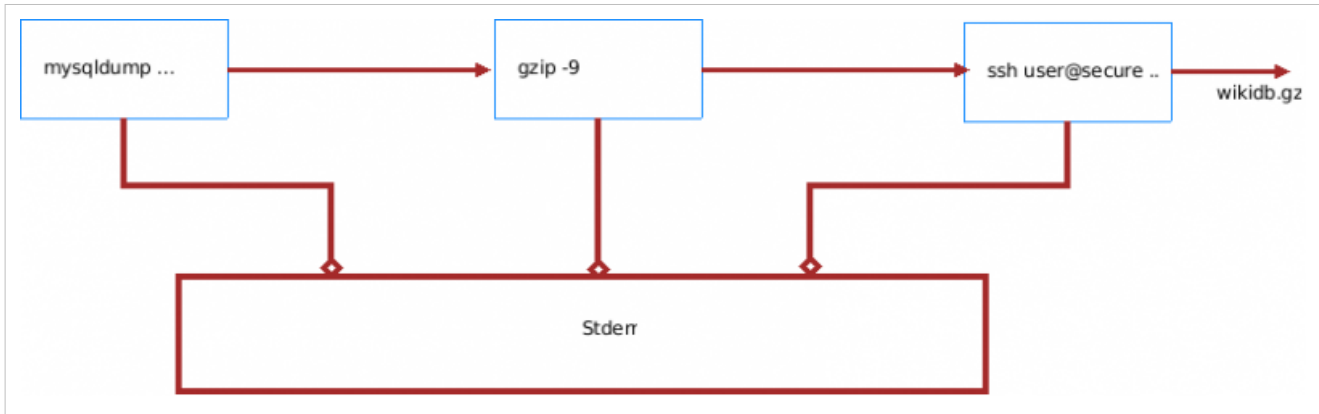 mysqldump ...
gzip -9
ssh user@secure ..
wikidb.gz
Stderr